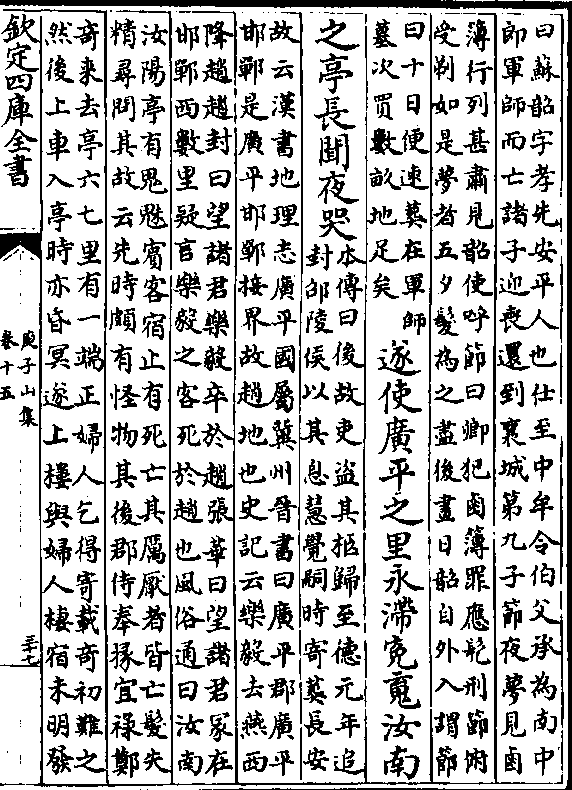 曰蘇韶字孝先安平人也仕至中牟令伯父承為南中
郎軍師而亡諸子迎喪還到襄城第九子節夜夢見鹵
簿行列甚肅見韶使呼節曰卿犯鹵簿罪應髡刑節俯
受剃如是夢者五夕髮為之盡後晝日韶自外入謂節
曰十日便速葬在軍師
墓次買數畝地足矣
遂使廣平之里永滯寃䰟汝南
之亭長聞夜哭
本傳曰後故吏盜其柩歸至德元年追
封邵陵侯以其息慧覺嗣時寄葬長安
故云漢書地理志廣平國屬冀州晉書曰廣平郡廣平
邯鄲是廣平邯鄲接界故趙地也史記云樂毅去燕西
降趙趙封曰望諸君樂毅卒於趙張華曰望諸君冢在
邯鄲西數里疑言樂毅之客死於趙也風俗通曰汝南
汝陽亭有鬼魅賓客宿止有死亡其厲厭者皆亡髮失
精尋問其故云先時頗有怪物其後郡侍奉掾宜祿鄭
奇来去亭六七里有一端正婦人乞得寄載奇初難之
然後上車入亭時亦昏冥遂上樓與婦人棲宿未明發
欽定四庫全書
庾子山集
卷十五
三十七